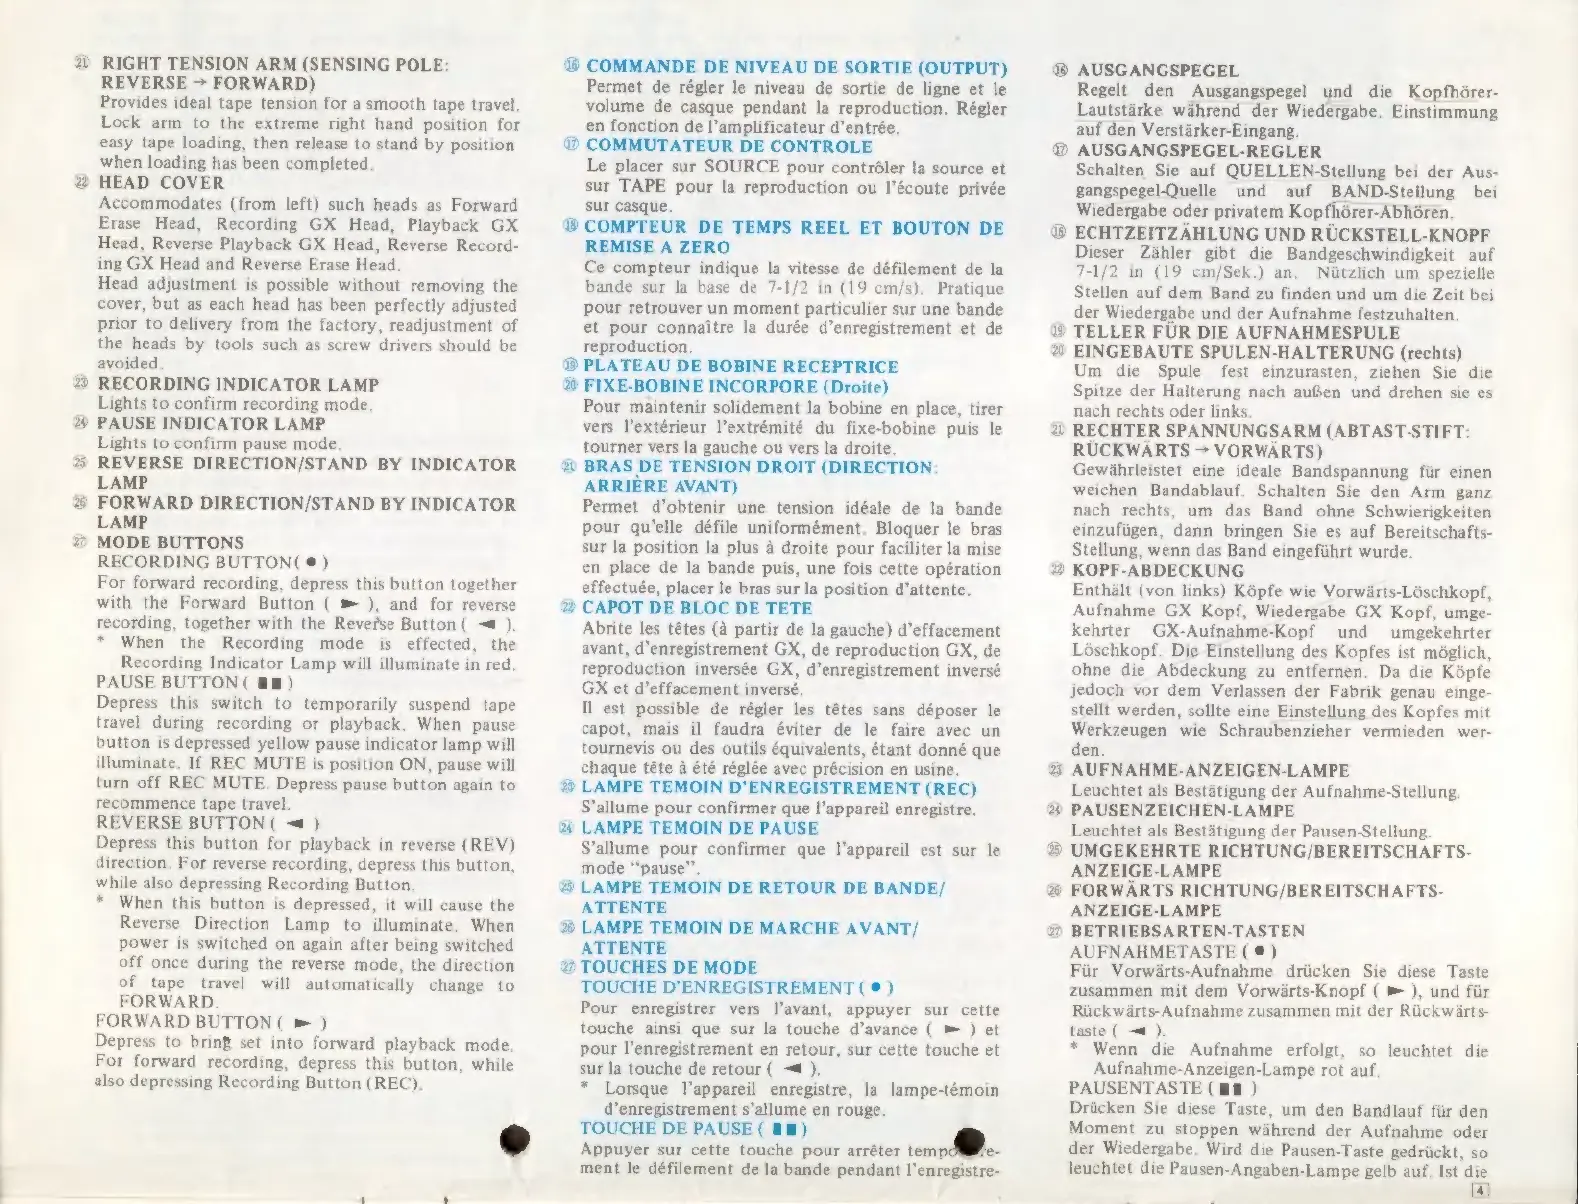 ㉑ RIGHT TENSION ARM (SENSING POLE:
REVERSE → FORWARD)
Provides ideal tape tension for a smooth tape travel.
Lock arm to the extreme right hand position for
easy tape loading, then release to stand by position
when loading has been completed.
㉒ HEAD COVER
Accommodates (from left) such heads as Forward
Erase Head, Recording GX Head, Playback GX
Head, Reverse Playback GX Head, Reverse Record-
ing GX Head and Reverse Erase Head.
Head adjustment is possible without removing the
cover, but as each head has been perfectly adjusted
prior to delivery from the factory, readjustment of
the heads by tools such as screw drivers should be
avoided.
㉓ RECORDING INDICATOR LAMP
Lights to confirm recording mode.
㉔ PAUSE INDICATOR LAMP
Lights to confirm pause mode.
㉕ REVERSE DIRECTION/STAND BY INDICATOR
LAMP
㉖ FORWARD DIRECTION/STAND BY INDICATOR
LAMP
㉗ MODE BUTTONS
RECORDING BUTTON( ● )
For forward recording, depress this button together
with the Forward Button ( ► ), and for reverse
recording, together with the Reverse Button ( ◄ ).
* When the Recording mode is effected, the
Recording Indicator Lamp will illuminate in red.
PAUSE BUTTON ( ▮▮ )
Depress this switch to temporarily suspend tape
travel during recording or playback. When pause
button is depressed yellow pause indicator lamp will
illuminate. If REC MUTE is position ON, pause will
turn off REC MUTE. Depress pause button again to
recommence tape travel.
REVERSE BUTTON ( ◄ )
Depress this button for playback in reverse (REV)
direction. For reverse recording, depress this button,
while also depressing Recording Button.
* When this button is depressed, it will cause the
Reverse Direction Lamp to illuminate. When
power is switched on again after being switched
off once during the reverse mode, the direction
of tape travel will automatically change to
FORWARD.
FORWARD BUTTON ( ► )
Depress to bring set into forward playback mode.
For forward recording, depress this button, while
also depressing Recording Button (REC).
⑯ COMMANDE DE NIVEAU DE SORTIE (OUTPUT)
Permet de régler le niveau de sortie de ligne et le
volume de casque pendant la reproduction. Régler
en fonction de l'amplificateur d'entrée.
⑰ COMMUTATEUR DE CONTROLE
Le placer sur SOURCE pour contrôler la source et
sur TAPE pour la reproduction ou l'écoute privée
sur casque.
⑱ COMPTEUR DE TEMPS REEL ET BOUTON DE
REMISE A ZERO
Ce compteur indique la vitesse de défilement de la
bande sur la base de 7-1/2 in (19 cm/s). Pratique
pour retrouver un moment particulier sur une bande
et pour connaître la durée d'enregistrement et de
reproduction.
⑲ PLATEAU DE BOBINE RECEPTRICE
⑳ FIXE-BOBINE INCORPORE (Droite)
Pour maintenir solidement la bobine en place, tirer
vers l'extérieur l'extrémité du fixe-bobine puis le
tourner vers la gauche ou vers la droite.
㉑ BRAS DE TENSION DROIT (DIRECTION:
ARRIÈRE AVANT)
Permet d'obtenir une tension idéale de la bande
pour qu'elle défile uniformément. Bloquer le bras
sur la position la plus à droite pour faciliter la mise
en place de la bande puis, une fois cette opération
effectuée, placer le bras sur la position d'attente.
㉒ CAPOT DE BLOC DE TETE
Abrite les têtes (à partir de la gauche) d'effacement
avant, d'enregistrement GX, de reproduction GX, de
reproduction inversée GX, d'enregistrement inversé
GX et d'effacement inversé.
Il est possible de régler les têtes sans déposer le
capot, mais il faudra éviter de le faire avec un
tournevis ou des outils équivalents, étant donné que
chaque tête à été réglée avec précision en usine.
㉓ LAMPE TEMOIN D'ENREGISTREMENT (REC)
S'allume pour confirmer que l'appareil enregistre.
㉔ LAMPE TEMOIN DE PAUSE
S'allume pour confirmer que l'appareil est sur le
mode “pause”.
㉕ LAMPE TEMOIN DE RETOUR DE BANDE/
ATTENTE
㉖ LAMPE TEMOIN DE MARCHE AVANT/
ATTENTE
㉗ TOUCHES DE MODE
TOUCHE D'ENREGISTREMENT ( ● )
Pour enregistrer vers l'avant, appuyer sur cette
touche ainsi que sur la touche d'avance ( ► ) et
pour l'enregistrement en retour, sur cette touche et
sur la touche de retour ( ◄ ).
* Lorsque l'appareil enregistre, la lampe-témoin
d'enregistrement s'allume en rouge.
TOUCHE DE PAUSE ( ▮▮ )
Appuyer sur cette touche pour arrêter
ment le défilement de la bande pendant l'enregistre-
⑯ AUSGANGSPEGEL
Regelt den Ausgangspegel und die Kopfhörer-
Lautstärke während der Wiedergabe. Einstimmung
auf den Verstärker-Eingang.
⑰ AUSGANGSPEGEL-REGLER
Schalten Sie auf QUELLEN-Stellung bei der Aus-
gangspegel-Quelle und auf BAND-Stellung bei
Wiedergabe oder privatem Kopfhörer-Abhören.
⑱ ECHTZEITZÄHLUNG UND RÜCKSTELL-KNOPF
Dieser Zähler gibt die Bandgeschwindigkeit auf
7-1/2 in (19 cm/Sek.) an. Nützlich um spezielle
Stellen auf dem Band zu finden und um die Zeit bei
der Wiedergabe und der Aufnahme festzuhalten.
⑲ TELLER FÜR DIE AUFNAHMESPULE
⑳ EINGEBAUTE SPULEN-HALTERUNG (rechts)
Um die Spule fest einzurasten, ziehen Sie die
Spitze der Halterung nach außen und drehen sie es
nach rechts oder links.
㉑ RECHTER SPANNUNGSARM (ABTAST-STIFT:
RÜCKWÄRTS → VORWÄRTS)
Gewährleistet eine ideale Bandspannung für einen
weichen Bandablauf. Schalten Sie den Arm ganz
nach rechts, um das Band ohne Schwierigkeiten
einzufügen, dann bringen Sie es auf Bereitschafts-
Stellung, wenn das Band eingeführt wurde.
㉒ KOPF-ABDECKUNG
Enthält (von links) Köpfe wie Vorwärts-Löschkopf,
Aufnahme GX Kopf, Wiedergabe GX Kopf, umge-
kehrter GX-Aufnahme-Kopf und umgekehrter
Löschkopf. Die Einstellung des Kopfes ist möglich,
ohne die Abdeckung zu entfernen. Da die Köpfe
jedoch vor dem Verlassen der Fabrik genau einge-
stellt werden, sollte eine Einstellung des Kopfes mit
Werkzeugen wie Schraubenzieher vermieden wer-
den.
㉓ AUFNAHME-ANZEIGEN-LAMPE
Leuchtet als Bestätigung der Aufnahme-Stellung.
㉔ PAUSENZEICHEN-LAMPE
Leuchtet als Bestätigung der Pausen-Stellung.
㉕ UMGEKEHRTE RICHTUNG/BEREITSCHAFTS-
ANZEIGE-LAMPE
㉖ FORWÄRTS RICHTUNG/BEREITSCHAFTS-
ANZEIGE-LAMPE
㉗ BETRIEBSARTEN-TASTEN
AUFNAHMETASTE ( ● )
Für Vorwärts-Aufnahme drücken Sie diese Taste
zusammen mit dem Vorwärts-Knopf ( ► ), und für
Rückwärts-Aufnahme zusammen mit der Rückwärts-
taste ( ◄ ).
* Wenn die Aufnahme erfolgt, so leuchtet die
Aufnahme-Anzeigen-Lampe rot auf.
PAUSENTASTE ( ▮▮ )
Drücken Sie diese Taste, um den Bandlauf für den
Moment zu stoppen während der Aufnahme oder
der Wiedergabe. Wird die Pausen-Taste gedrückt, so
leuchtet die Pausen-Angaben-Lampe gelb auf. Ist die
4